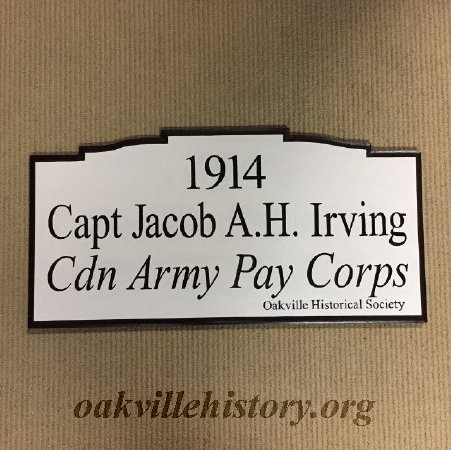 1914
Capt Jacob A.H. Irving
Cdn Army Pay Corps
Oakville Historical Society
oakvillehistory.org